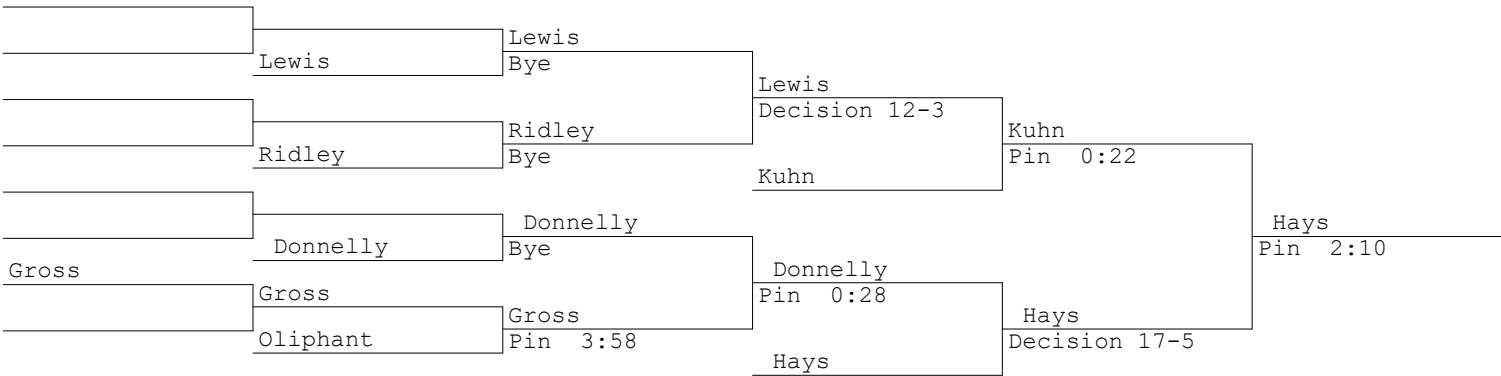 Lewis
Lewis
Bye
Lewis
Decision 12-3
Ridley
Kuhn
Ridley
Bye
Pin 0:22
Kuhn
Donnelly
Hays
Donnelly
Bye
Pin 2:10
Gross
Donnelly
Gross
Pin 0:28
Gross
Hays
Oliphant
Pin 3:58
Decision 17-5
Hays